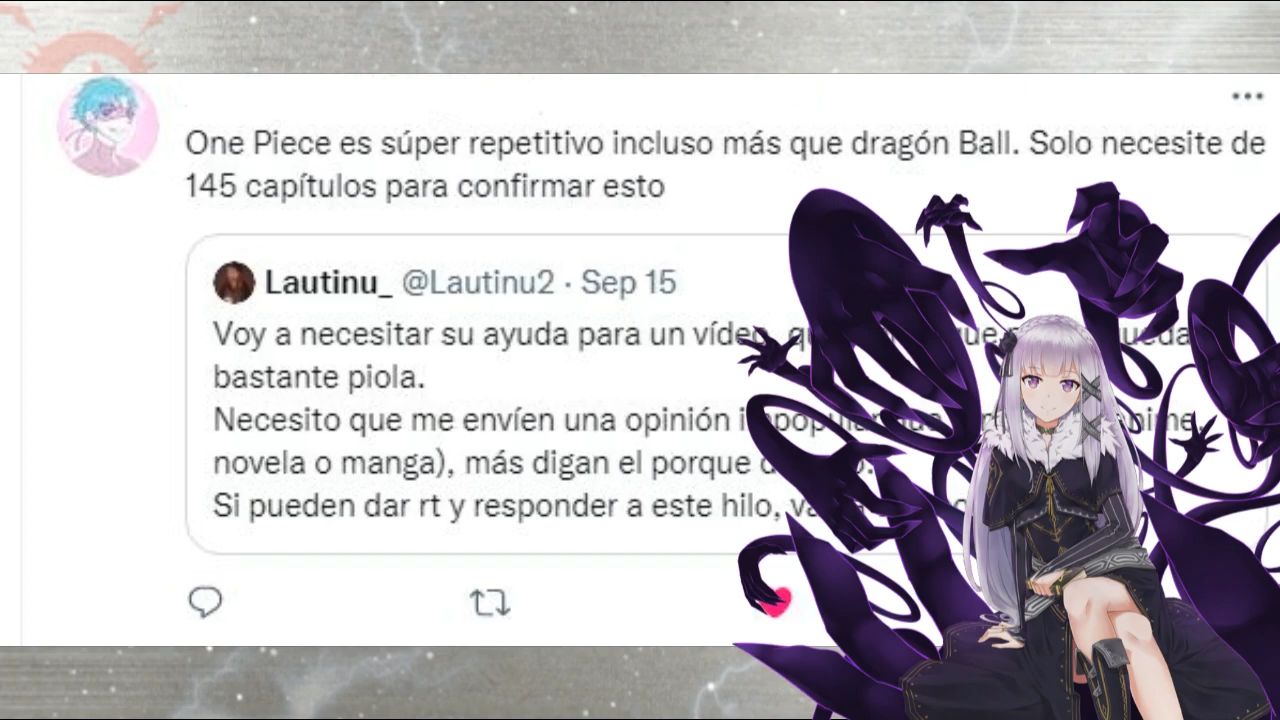 One Piece es súper repetitivo incluso más que dragón Ball. Solo necesite de
145 capítulos para confirmar esto
Lautinu_ @Lautinu2 · Sep 15
Voy a necesitar su ayuda para un
bastante piola.
Necesito que me envíen una opinión
novela o manga), más digan el porque
Si pueden dar rt y responder a este hilo,